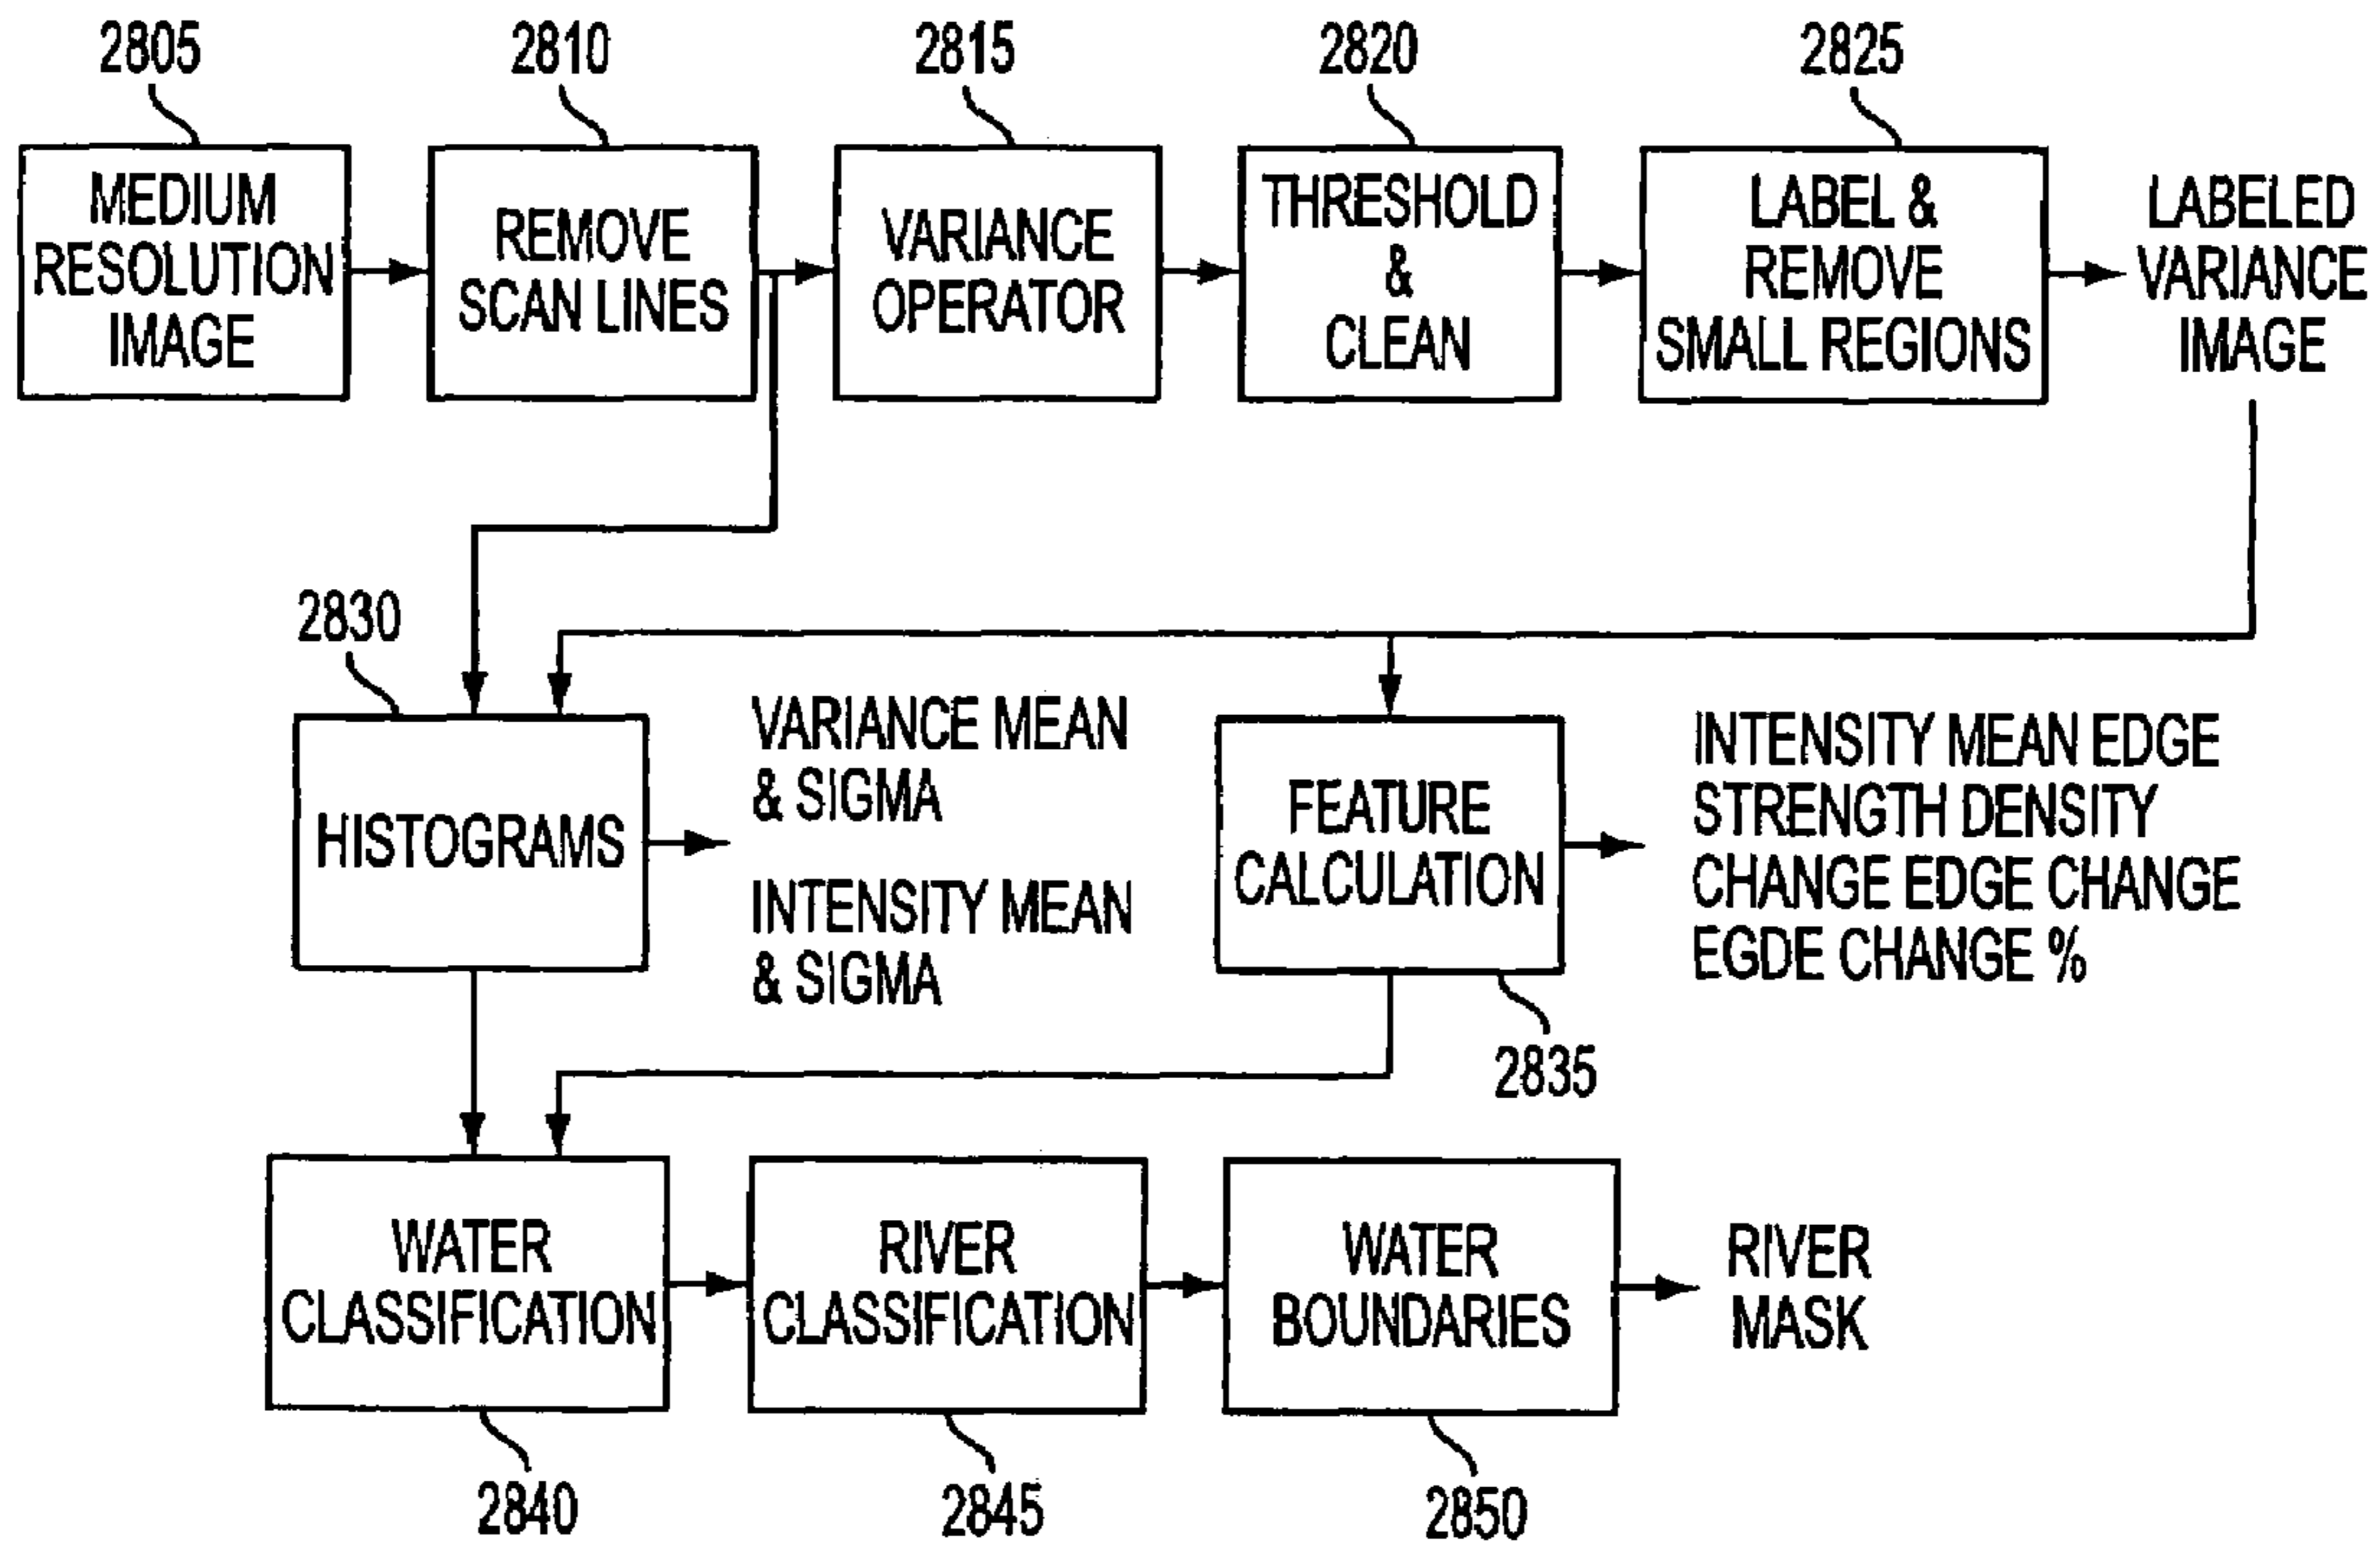 2805
2810
2815
2820
2825
MEDIUM
RESOLUTION
IMAGE
REMOVE
SCAN LINES
VARIANCE
OPERATOR
THRESHOLD
&
CLEAN
LABEL &
REMOVE
SMALL REGIONS
LABELED
VARIANCE
IMAGE
2830
HISTOGRAMS
VARIANCE MEAN
& SIGMA
INTENSITY MEAN
& SIGMA
FEATURE
CALCULATION
INTENSITY MEAN EDGE
STRENGTH DENSITY
CHANGE EDGE CHANGE
EGDE CHANGE %
2835
WATER
CLASSIFICATION
RIVER
CLASSIFICATION
WATER
BOUNDARIES
RIVER
MASK
2840
2845
2850